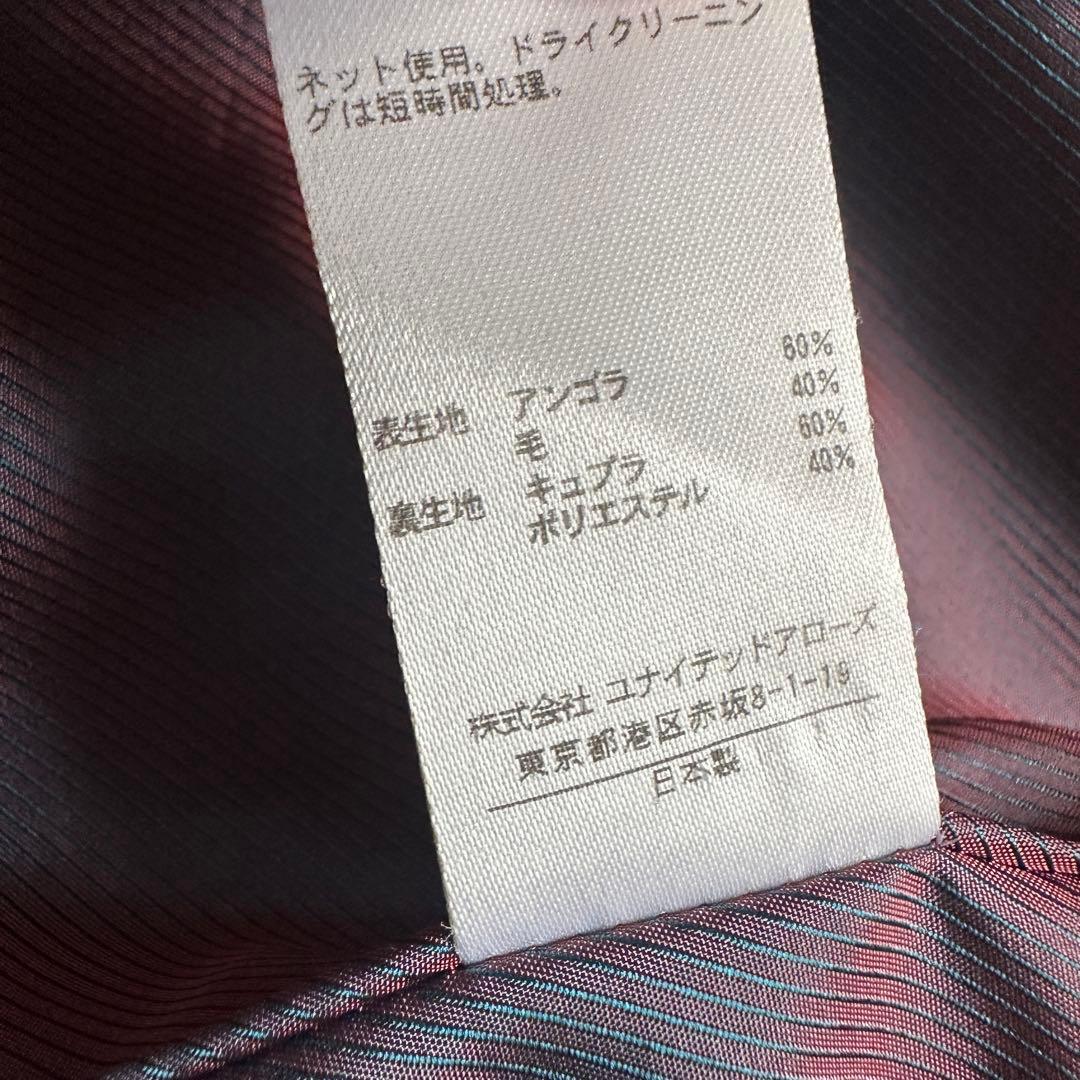 ネット使用。ドライクリーニン
グは短時間処理。
表生地 アンゴラ 60%
毛 40%
裏生地 キュプラ 60%
ポリエステル 40%
株式会社 ユナイテッドアローズ
東京都港区赤坂8-1-19
日本製